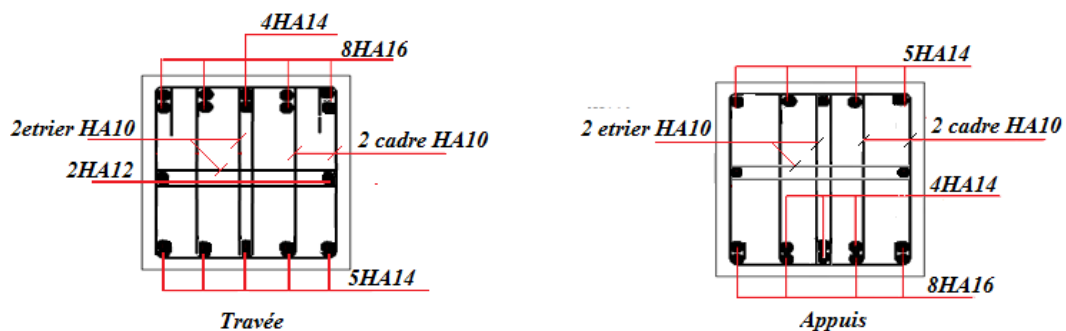 4HA14
8HA16
2etrier HA10
2 cadre HA10
2HA12
5HA14
Travée
5HA14
2 etrier HA10
2 cadre HA10
4HA14
8HA16
Appuis